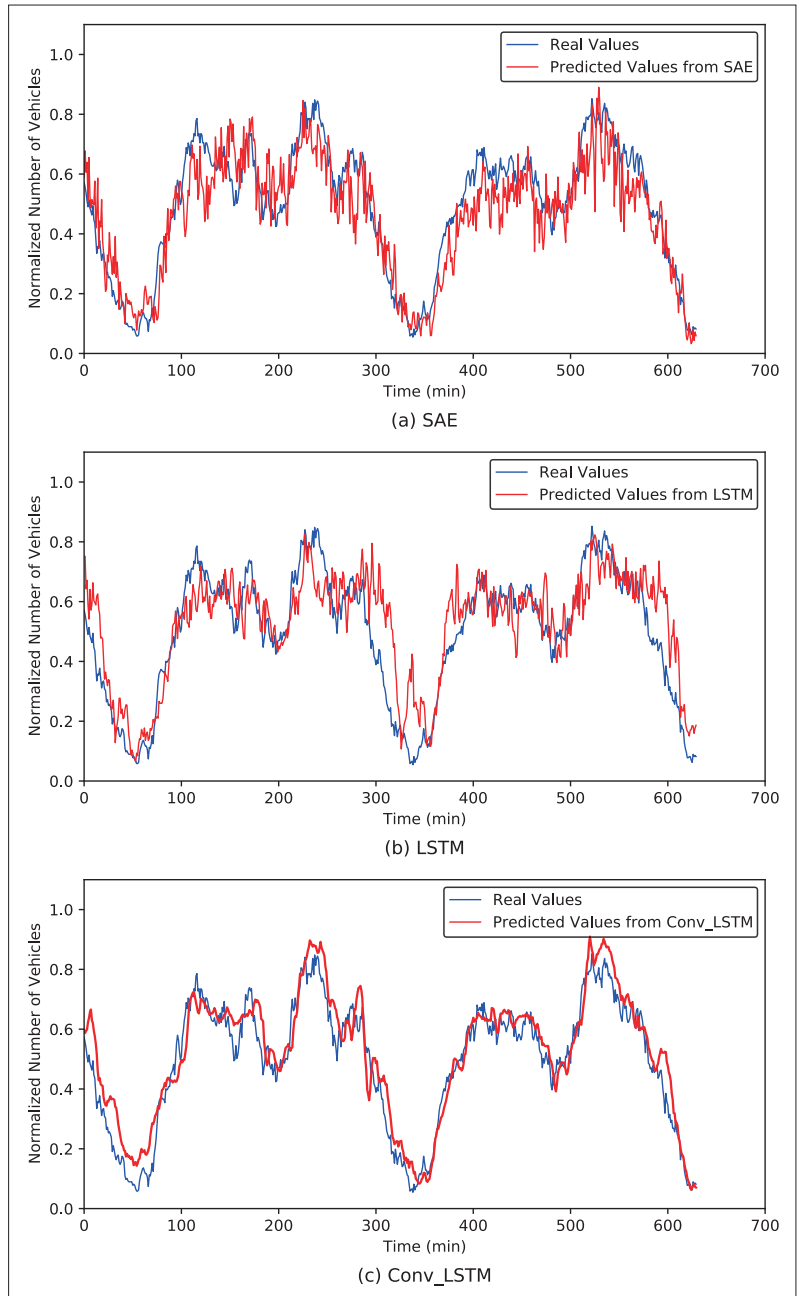 Real Values
Predicted Values from SAE
Normalized Number of Vehicles
1.0
0.8
0.6
0.4
0.2
0.0
0 100 200 300 400 500 600 700
Time (min)
(a) SAE
Real Values
Predicted Values from LSTM
Normalized Number of Vehicles
1.0
0.8
0.6
0.4
0.2
0.0
0 100 200 300 400 500 600 700
Time (min)
(b) LSTM
Real Values
Predicted Values from Conv_LSTM
Normalized Number of Vehicles
1.0
0.8
0.6
0.4
0.2
0.0
0 100 200 300 400 500 600 700
Time (min)
(c) Conv_LSTM